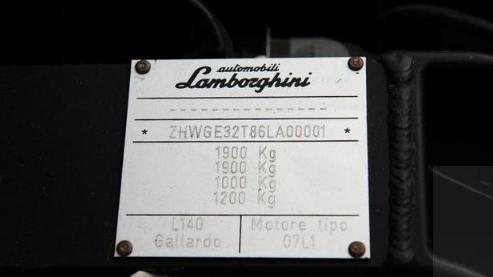 automobili
Lamborghini
--------------
* ZHWGE32T86LA00001 *
1900 Kg
1900 Kg
1000 Kg
1200 Kg
L140 Motore tipo
Gallardo 07L1